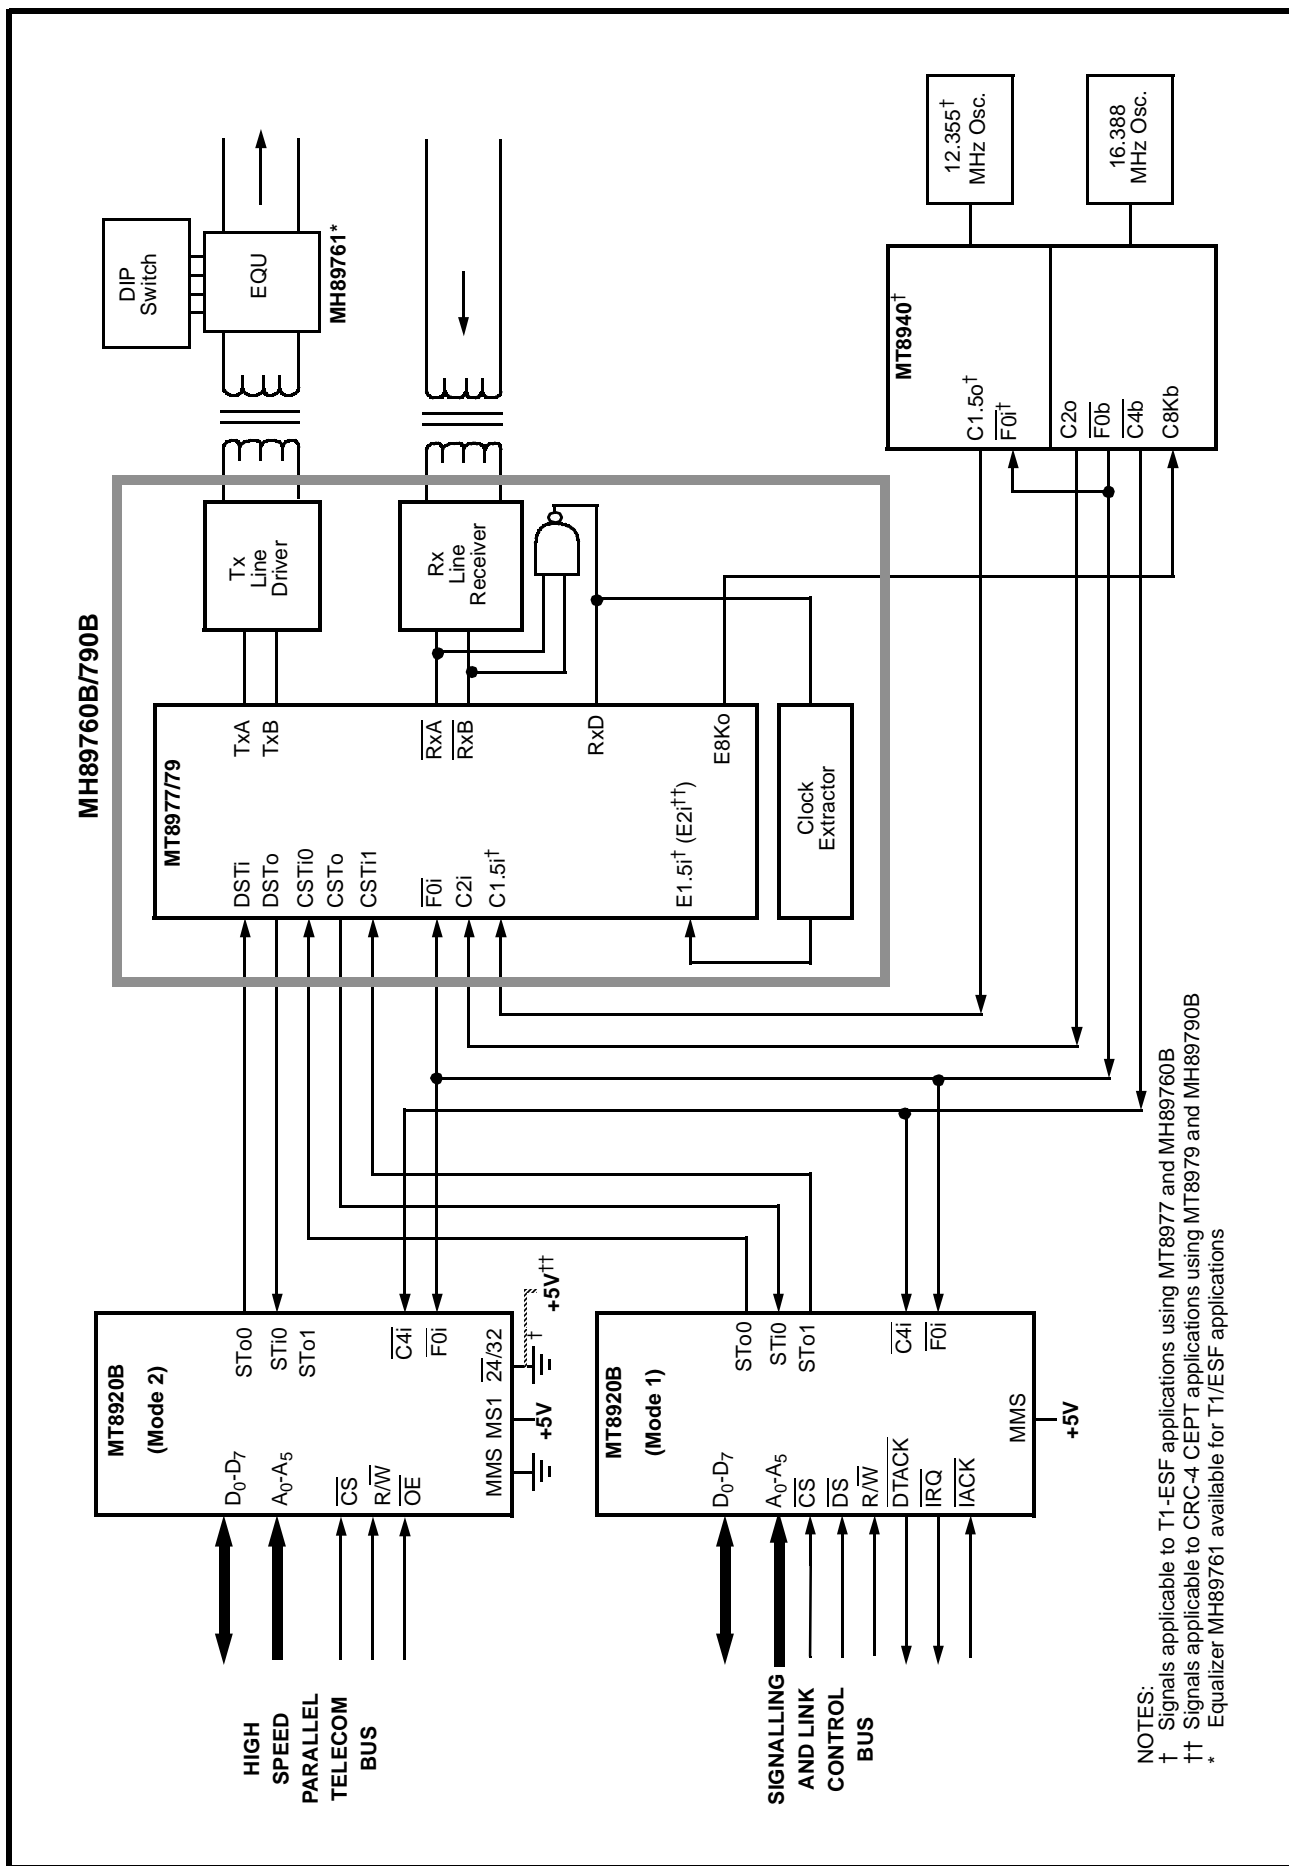 HIGH
SPEED
PARALLEL
TELECOM
BUS
MT8920B
(Mode 2)
D0-D7
A0-A5
CS
R/W
OE
STo0
STi0
STo1
C4i
F0i
MMS
MS1
24/32
+5V
†
+5V††
SIGNALLING
AND LINK
CONTROL
BUS
MT8920B
(Mode 1)
D0-D7
A0-A5
CS
DS
R/W
DTACK
IRQ
IACK
STo0
STi0
STo1
C4i
F0i
MMS
+5V
MH89760B/790B
MT8977/79
DSTi
DSTo
CSTi0
CSTo
CSTi1
F0i
C2i
C1.5i†
E1.5i† (E2i††)
TxA
TxB
RxA
RxB
RxD
E8Ko
Tx
Line
Driver
Rx
Line
Receiver
Clock
Extractor
DIP
Switch
EQU
MH89761*
MT8940†
C1.5o†
F0i†
C2o
F0b
C4b
C8Kb
12.355†
MHz Osc.
16.388
MHz Osc.
NOTES:
† Signals applicable to T1-ESF applications using MT8977 and MH89760B
†† Signals applicable to CRC-4 CEPT applications using MT8979 and MH89790B
* Equalizer MH89761 available for T1/ESF applications